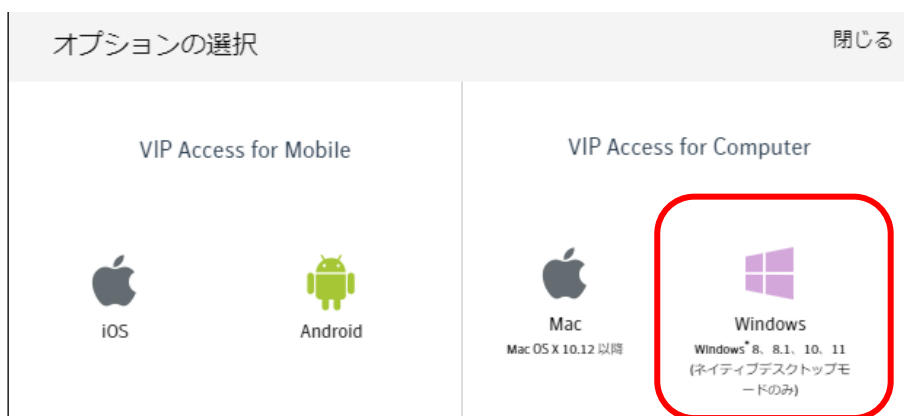 オプションの選択
閉じる
VIP Access for Mobile
VIP Access for Computer
iOS
Android
Mac
Mac OS X 10.12 以降
Windows
Windows* 8、8.1、10、11
(ネイティブデスクトップモ
ードのみ)